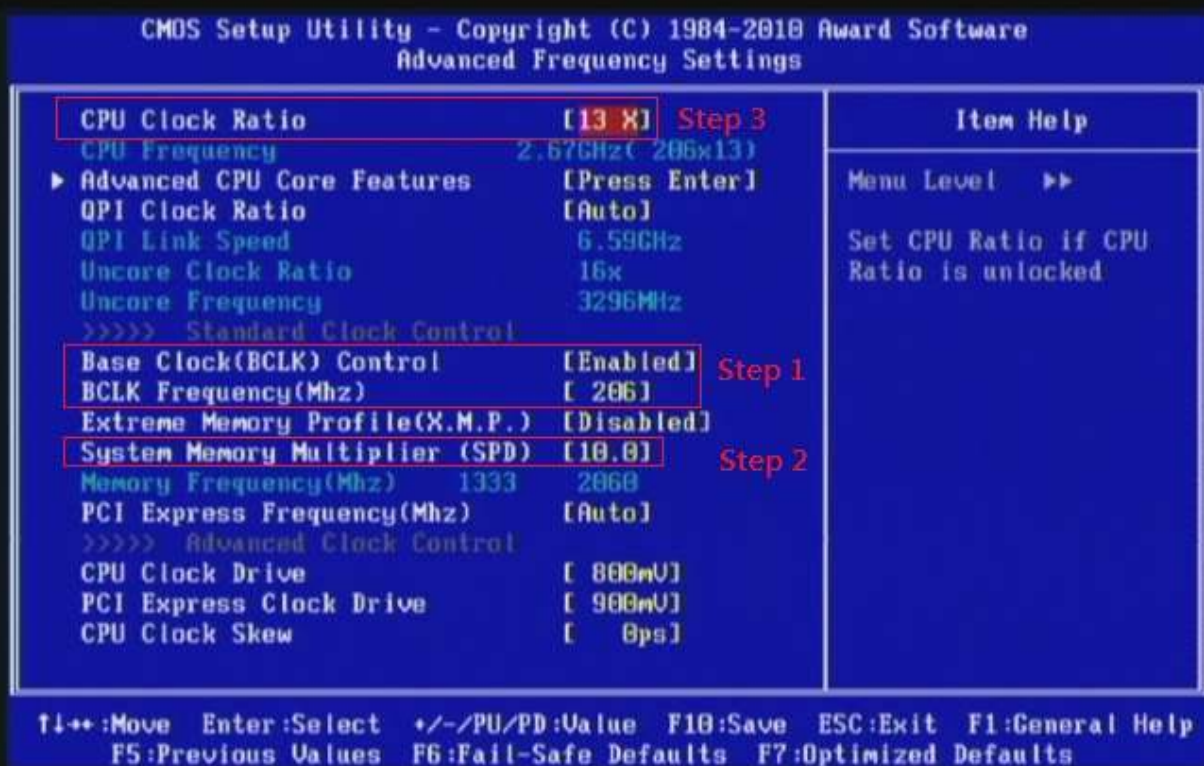 CMOS Setup Utility - Copyright (C) 1984-2010 Award Software
Advanced Frequency Settings
CPU Clock Ratio [13 X] Step 3
CPU Frequency 2.67GHz( 206x13)
▶ Advanced CPU Core Features [Press Enter]
QPI Clock Ratio [Auto]
QPI Link Speed 6.59GHz
Uncore Clock Ratio 16x
Uncore Frequency 3296MHz
>>>>> Standard Clock Control
Base Clock(BCLK) Control [Enabled]
Step 1
BCLK Frequency(Mhz) [ 206]
Extreme Memory Profile(X.M.P.) [Disabled]
System Memory Multiplier (SPD) [10.0]
Step 2
Memory Frequency(Mhz) 1333 2060
PCI Express Frequency(Mhz) [Auto]
>>>>> Advanced Clock Control
CPU Clock Drive [ 800mV]
PCI Express Clock Drive [ 900mV]
CPU Clock Skew [ 0ps]
Item Help
Menu Level ▶▶
Set CPU Ratio if CPU
Ratio is unlocked
↑↓→←:Move Enter:Select +/-/PU/PD:Value F10:Save ESC:Exit F1:General Help
F5:Previous Values F6:Fail-Safe Defaults F7:Optimized Defaults